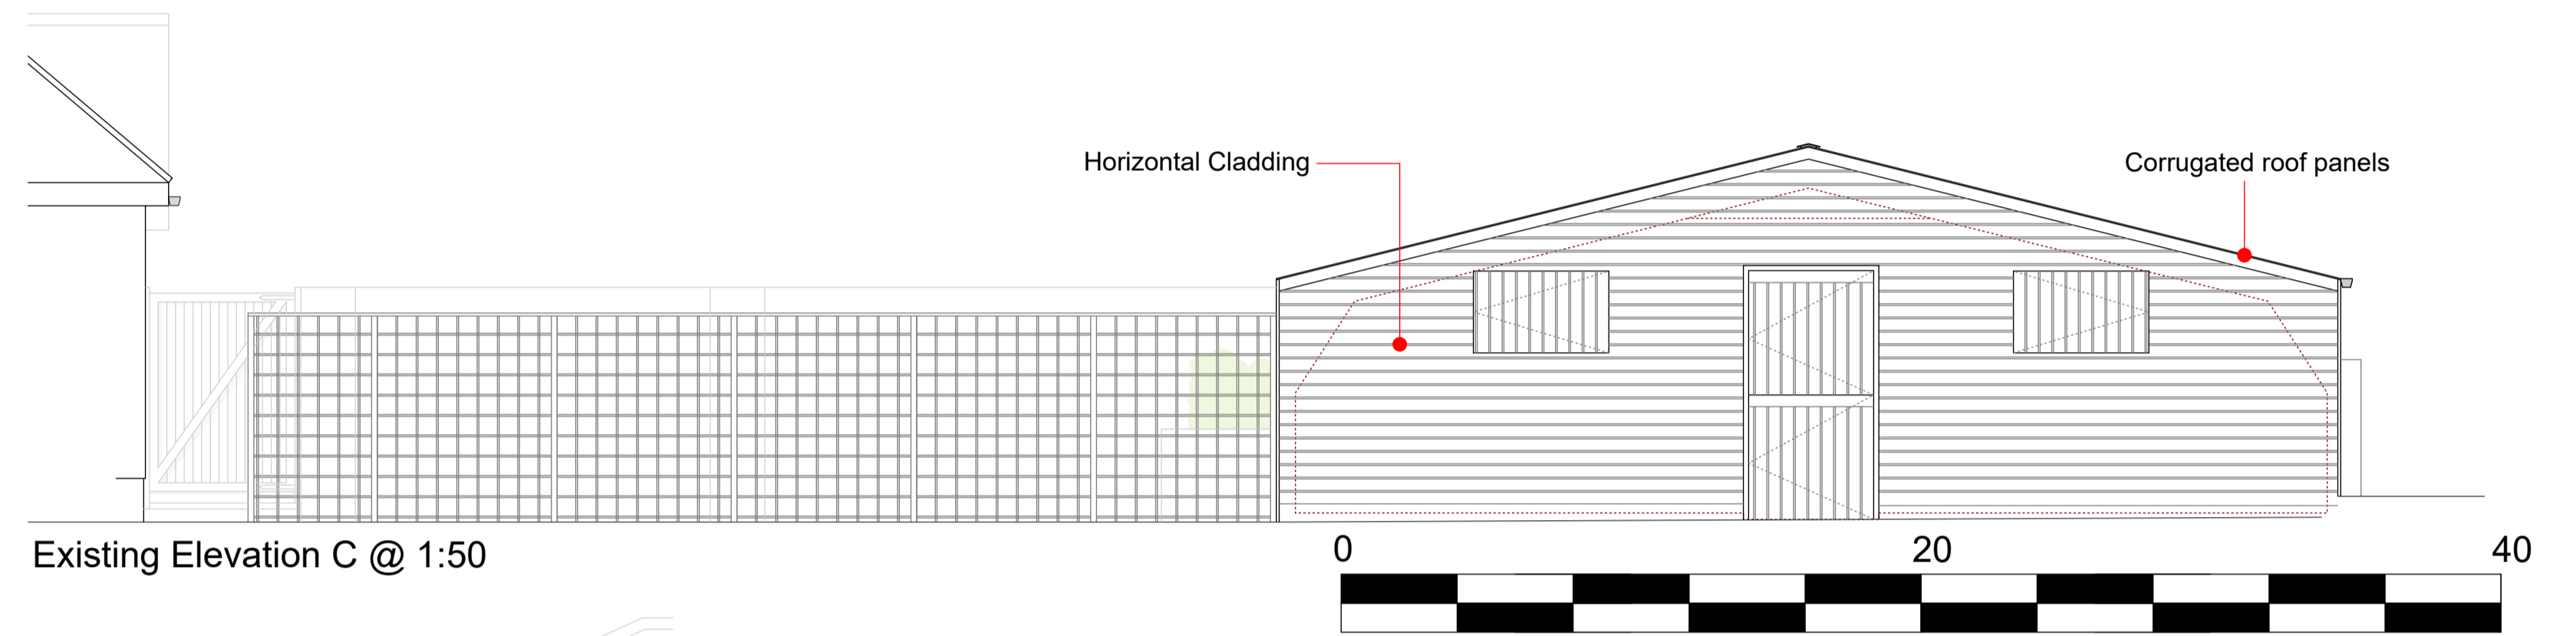 Horizontal Cladding
Corrugated roof panels
Existing Elevation C @ 1:50
0 20 40